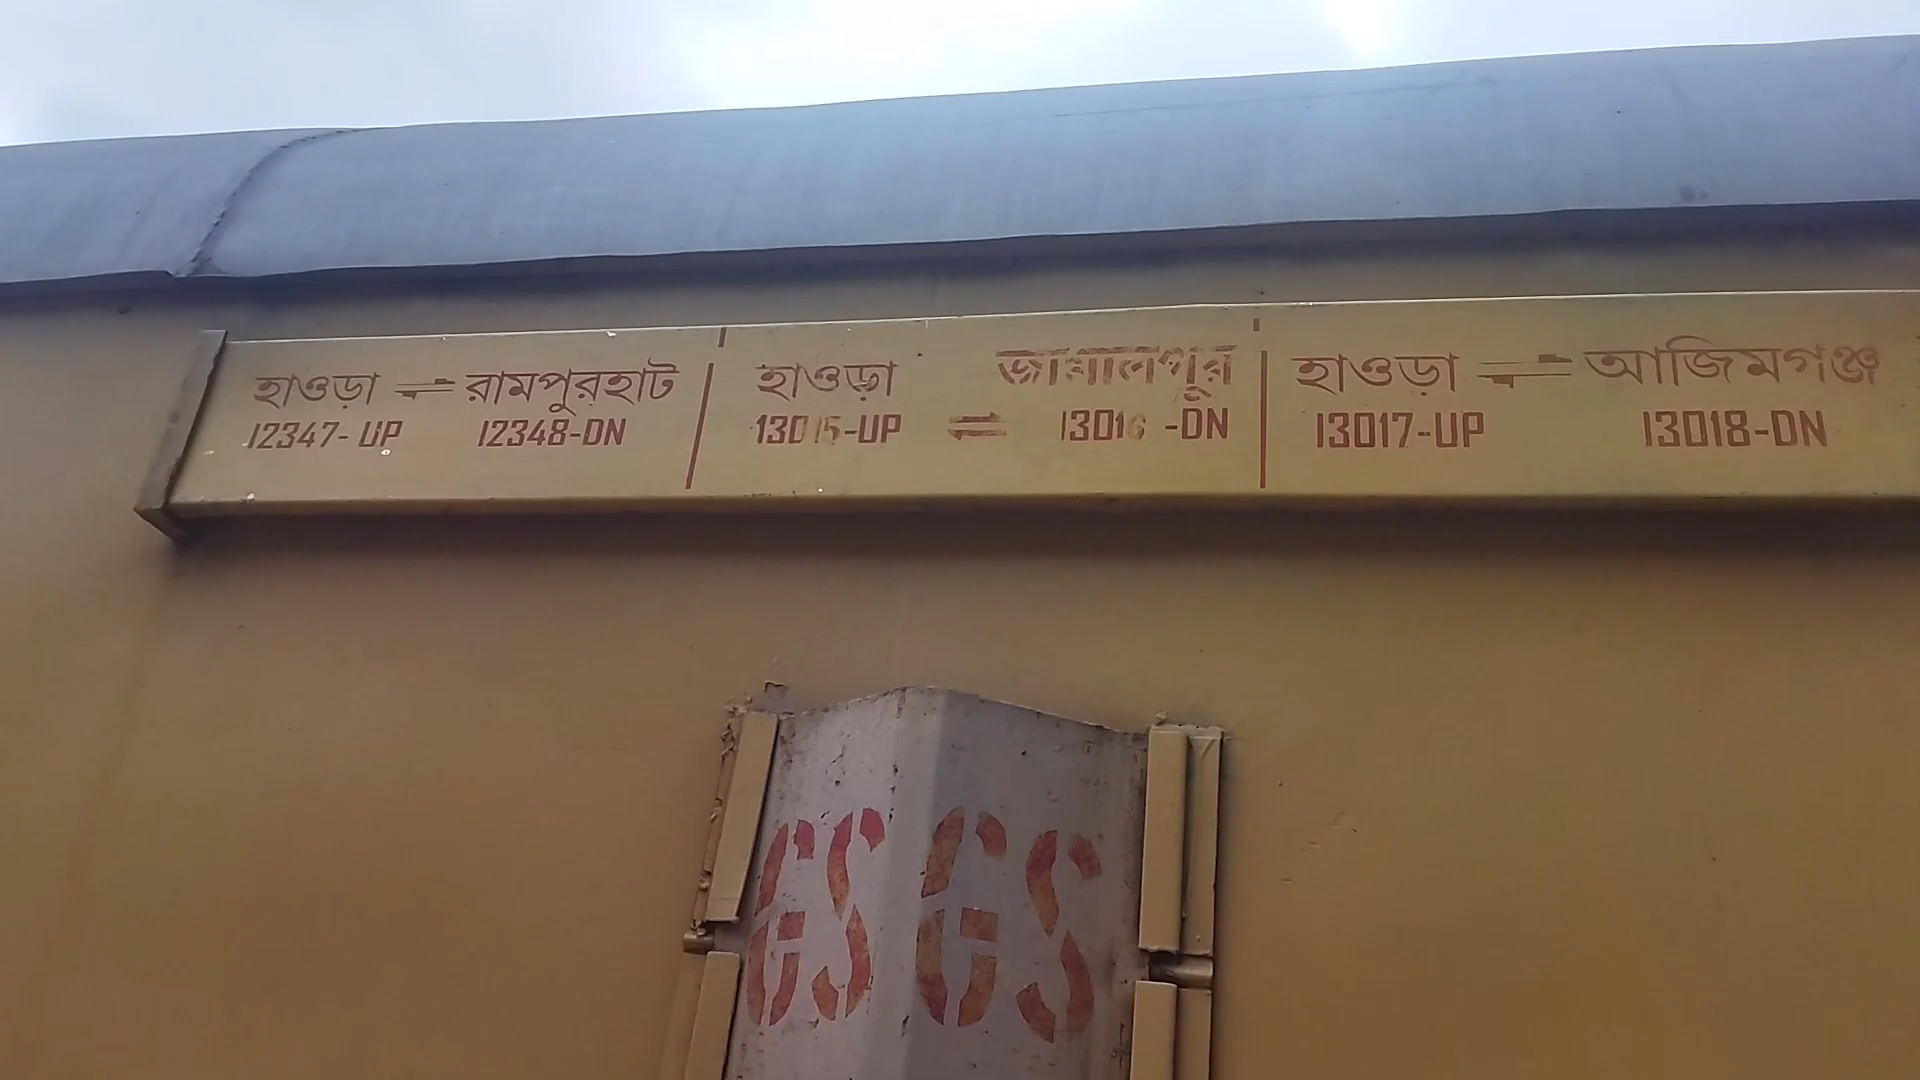 হাওড়া ⇌ রামপুরহাট
12347-UP 12348-DN
হাওড়া জামালপুর
13015-UP ⇌ 13016-DN
হাওড়া ⇌ আজিমগঞ্জ
13017-UP 13018-DN
GS GS